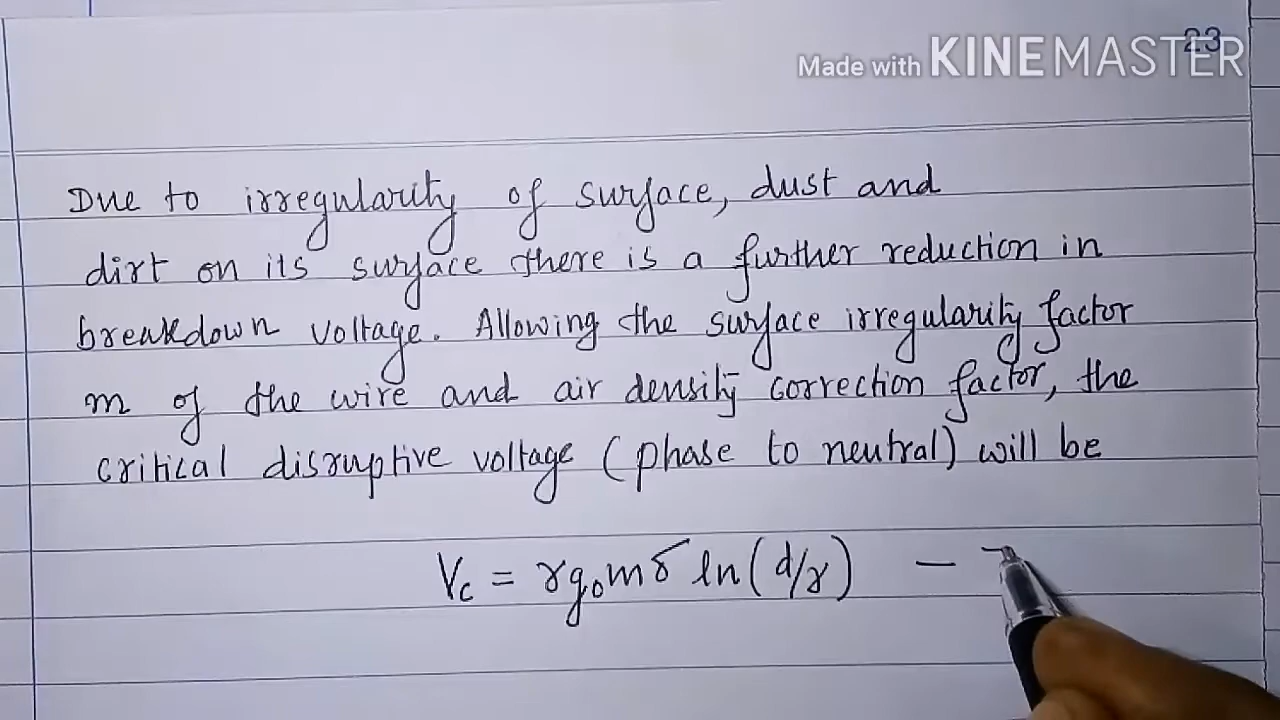 23
Made with KINEMASTER
Due to irregularity of surface, dust and
dirt on its surface there is a further reduction in
breakdown voltage. Allowing the surface irregularity factor
m of the wire and air density correction factor, the
critical disruptive voltage (phase to neutral) will be
Vc = rg₀mδ ln(d/r) —